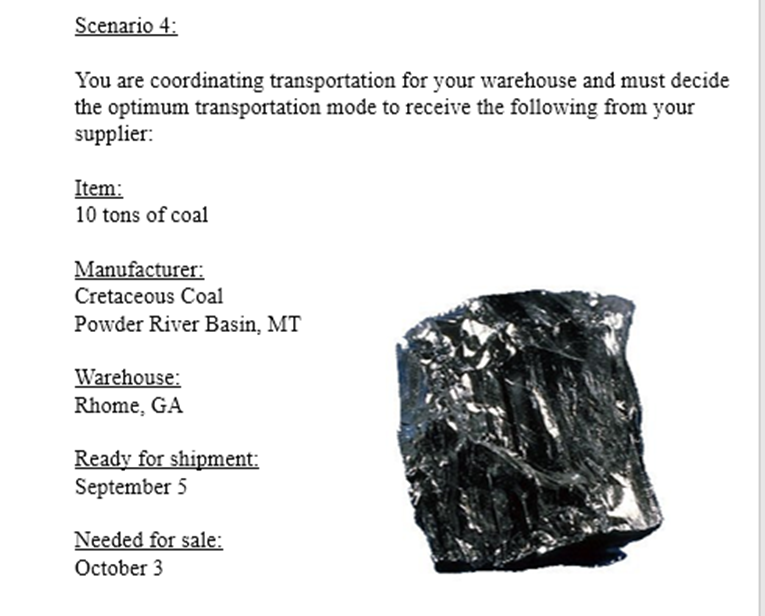 Scenario 4:
You are coordinating transportation for your warehouse and must decide
the optimum transportation mode to receive the following from your
supplier:
Item:
10 tons of coal
Manufacturer:
Cretaceous Coal
Powder River Basin, MT
Warehouse:
Rhome, GA
Ready for shipment:
September 5
Needed for sale:
October 3